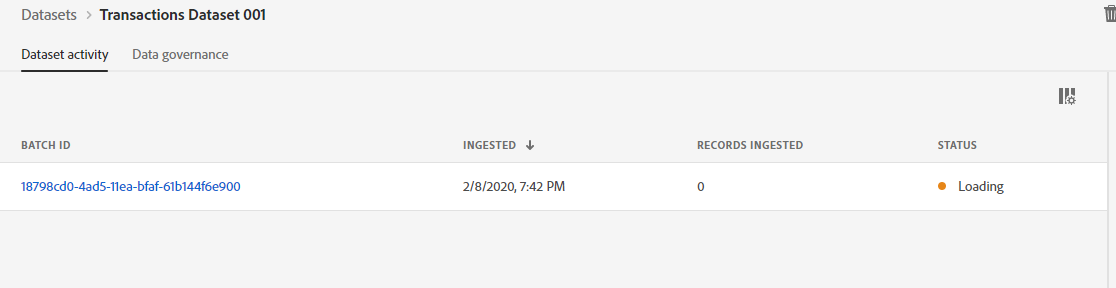 Datasets > Transactions Dataset 001
Dataset activity Data governance
BATCH ID INGESTED ↓ RECORDS INGESTED STATUS
18798cd0-4ad5-11ea-bfaf-61b144f6e900 2/8/2020, 7:42 PM 0 Loading